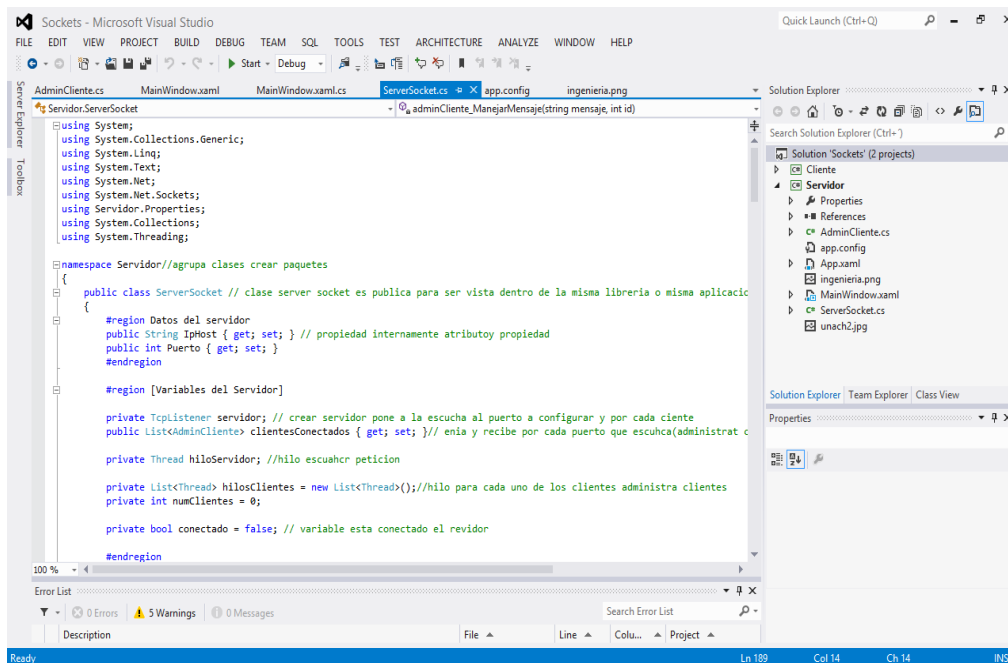 Sockets - Microsoft Visual Studio
Quick Launch (Ctrl+Q)
FILE EDIT VIEW PROJECT BUILD DEBUG TEAM SQL TOOLS TEST ARCHITECTURE ANALYZE WINDOW HELP
Start - Debug
Server Explorer
Toolbox
AdminCliente.cs MainWindow.xaml MainWindow.xaml.cs ServerSocket.cs app.config ingenieria.png
Servidor.ServerSocket adminCliente_ManejarMensaje(string mensaje, int id)
using System;
using System.Collections.Generic;
using System.Linq;
using System.Text;
using System.Net;
using System.Net.Sockets;
using Servidor.Properties;
using System.Collections;
using System.Threading;
namespace Servidor//agrupa clases crear paquetes
{
public class ServerSocket // clase server socket es publica para ser vista dentro de la misma libreria o misma aplicacio
{
#region Datos del servidor
public String IpHost { get; set; } // propiedad internamente atributoy propiedad
public int Puerto { get; set; }
#endregion
#region [Variables del Servidor]
private TcpListener servidor; // crear servidor pone a la escucha al puerto a configurar y por cada ciente
public List<AdminCliente> clientesConectados { get; set; }// enia y recibe por cada puerto que escuhca(administrat c
private Thread hiloServidor; //hilo escuahcr peticion
private List<Thread> hilosClientes = new List<Thread>();//hilo para cada uno de los clientes administra clientes
private int numClientes = 0;
private bool conectado = false; // variable esta conectado el revidor
#endregion
100 %
Error List
0 Errors 5 Warnings 0 Messages
Search Error List
Description File Line Colu... Project
Solution Explorer
Search Solution Explorer (Ctrl+´)
Solution 'Sockets' (2 projects)
Cliente
Servidor
Properties
References
AdminCliente.cs
app.config
App.xaml
ingenieria.png
MainWindow.xaml
ServerSocket.cs
unach2.jpg
Solution Explorer Team Explorer Class View
Properties
Ready Ln 189 Col 14 Ch 14 INS